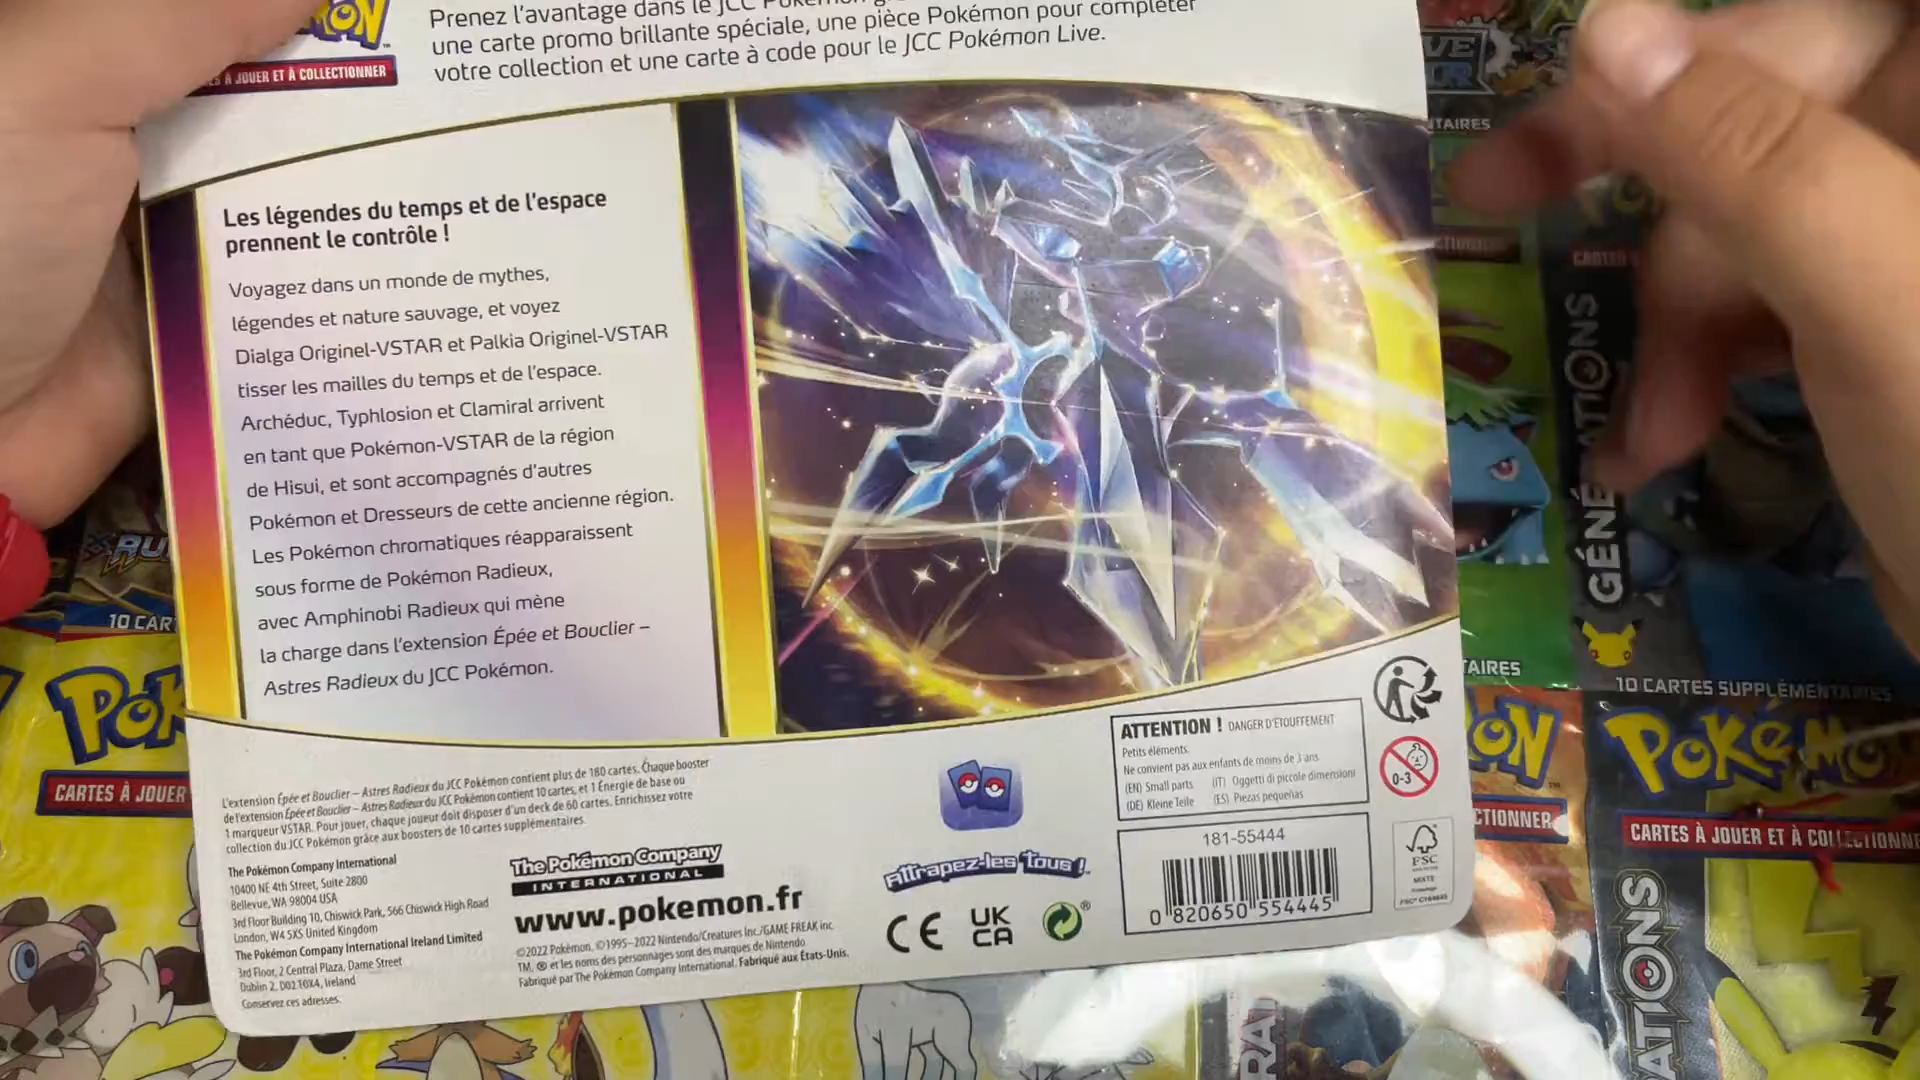 Prenez l'avantage dans le JCC
une carte promo brillante spéciale, une pièce Pokémon pour compléter
votre collection et une carte à code pour le JCC Pokémon Live.
À JOUER ET À COLLECTIONNER
Les légendes du temps et de l'espace
prennent le contrôle !
Voyagez dans un monde de mythes,
légendes et nature sauvage, et voyez
Dialga Originel-VSTAR et Palkia Originel-VSTAR
tisser les mailles du temps et de l'espace.
Archéduc, Typhlosion et Clamiral arrivent
en tant que Pokémon-VSTAR de la région
de Hisui, et sont accompagnés d'autres
Pokémon et Dresseurs de cette ancienne région.
Les Pokémon chromatiques réapparaissent
sous forme de Pokémon Radieux,
avec Amphinobi Radieux qui mène
la charge dans l'extension Épée et Bouclier –
Astres Radieux du JCC Pokémon.
L'extension Épée et Bouclier – Astres Radieux du JCC Pokémon contient plus de 180 cartes. Chaque booster
de l'extension Épée et Bouclier – Astres Radieux du JCC Pokémon contient 10 cartes, et 1 Énergie de base ou
1 marqueur VSTAR. Pour jouer, chaque joueur doit disposer d'un deck de 60 cartes. Enrichissez votre
collection du JCC Pokémon grâce aux boosters de 10 cartes supplémentaires.
The Pokémon Company International
10400 NE 4th Street, Suite 2800
Bellevue, WA 98004 USA
3rd Floor Building 10, Chiswick Park, 566 Chiswick High Road
London, W4 5XS United Kingdom
The Pokémon Company International Ireland Limited
3rd Floor, 2 Central Plaza, Dame Street
Dublin 2, D02 T0X4, Ireland
Conservez ces adresses.
The Pokémon Company
INTERNATIONAL
www.pokemon.fr
©2022 Pokémon. ©1995–2022 Nintendo/Creatures Inc./GAME FREAK inc.
TM, ® et les noms des personnages sont des marques de Nintendo
Fabriqué par The Pokémon Company International. Fabriqué aux États-Unis.
Attrapez-les tous !
CE
UK
CA
®
ATTENTION ! DANGER D'ÉTOUFFEMENT
Petits éléments.
Ne convient pas aux enfants de moins de 3 ans
(EN) Small parts (IT) Oggetti di piccole dimensioni
(DE) Kleine Teile (ES) Piezas pequeñas
181-55444
0 820650 554445
0-3
FSC
MIXTE
10 CAR
CARTES À JOUER
TAIRES
GÉNÉRATIONS
10 CARTES SUPPLÉMENTAIRES
Pokémon
CARTES À JOUER ET À COLLECTIONNE
CTIONNER